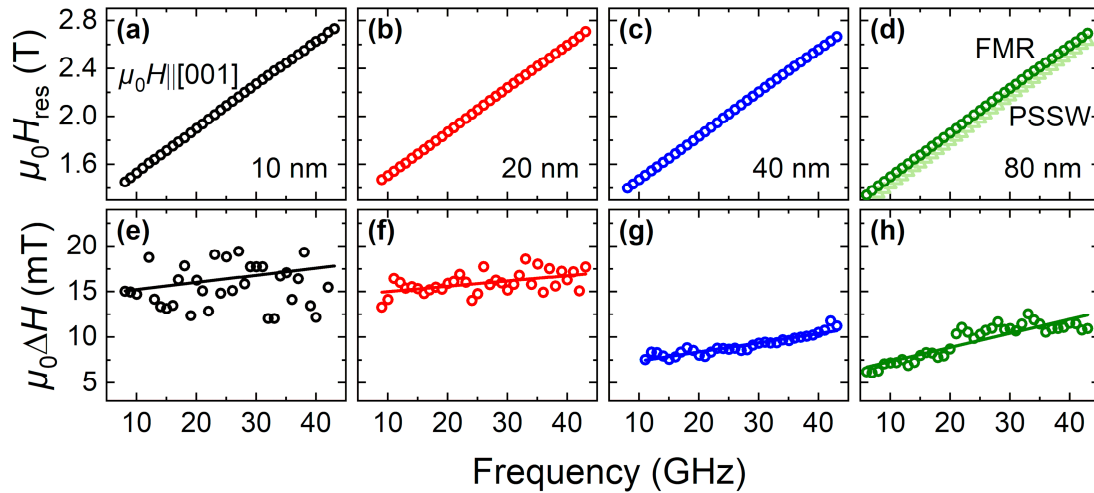 2.8
2.4
2.0
1.6
μ₀H_res (T)
(a)
μ₀H||[001]
10 nm
(b)
20 nm
(c)
40 nm
(d)
FMR
PSSW
80 nm
20
15
10
5
μ₀ΔH (mT)
(e)
(f)
(g)
(h)
10 20 30 40
10 20 30 40
10 20 30 40
10 20 30 40
Frequency (GHz)